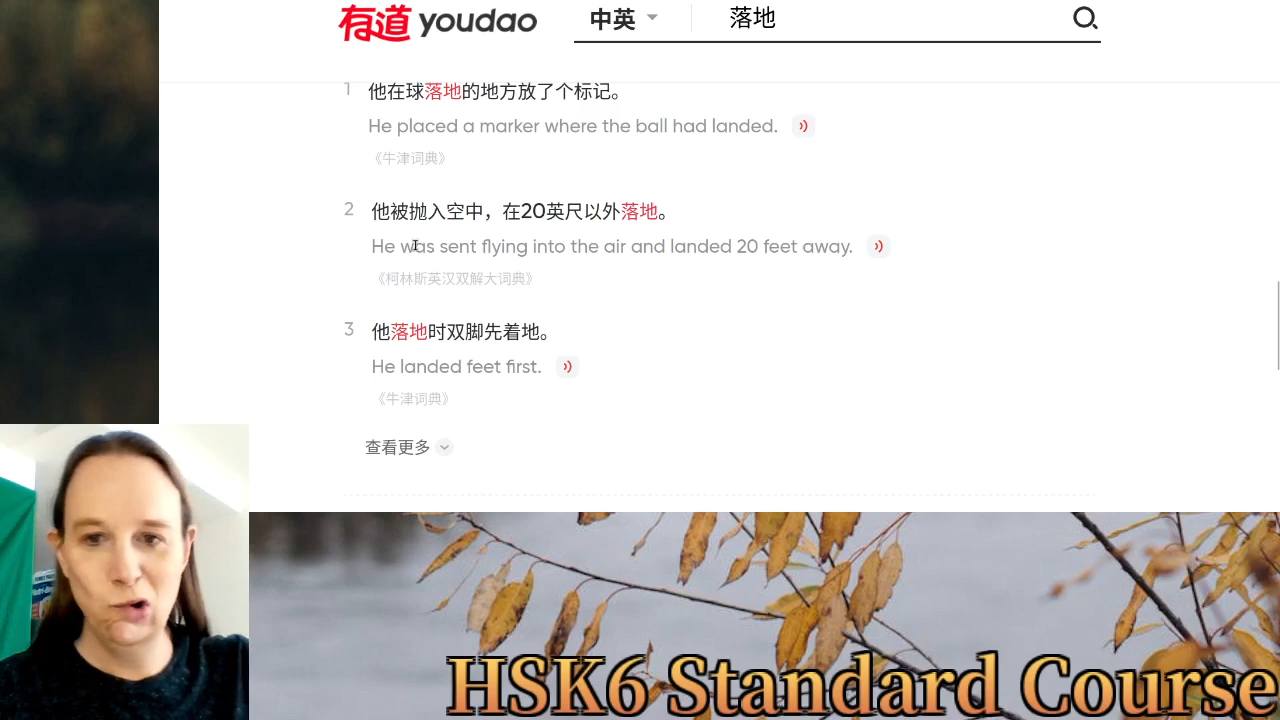 有道 youdao 中英 落地
1 他在球落地的地方放了个标记。
He placed a marker where the ball had landed.
《牛津词典》
2 他被抛入空中，在20英尺以外落地。
He was sent flying into the air and landed 20 feet away.
《柯林斯英汉双解大词典》
3 他落地时双脚先着地。
He landed feet first.
《牛津词典》
查看更多
HSK6 Standard Course